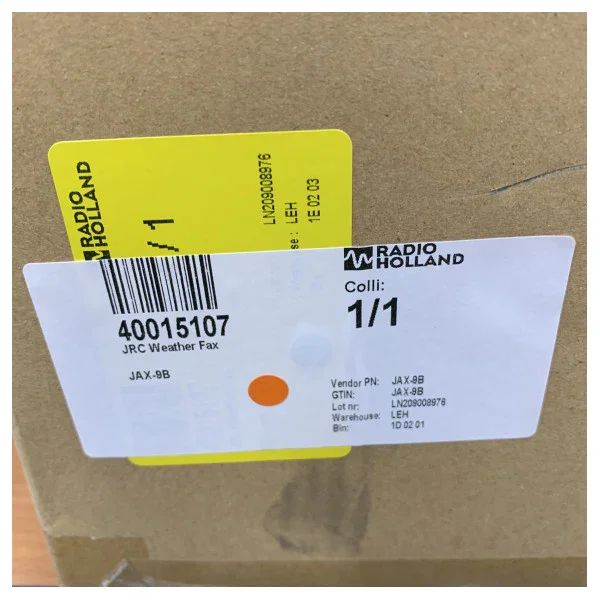 RADIO
HOLLAND
/ 1
LN209008976
se : LEH
1E 02 03
RADIO
HOLLAND
Colli:
1/1
40015107
JRC Weather Fax
JAX-9B
Vendor PN: JAX-9B
GTIN: JAX-9B
Lot nr: LN209008976
Warehouse: LEH
Bin: 1D 02 01